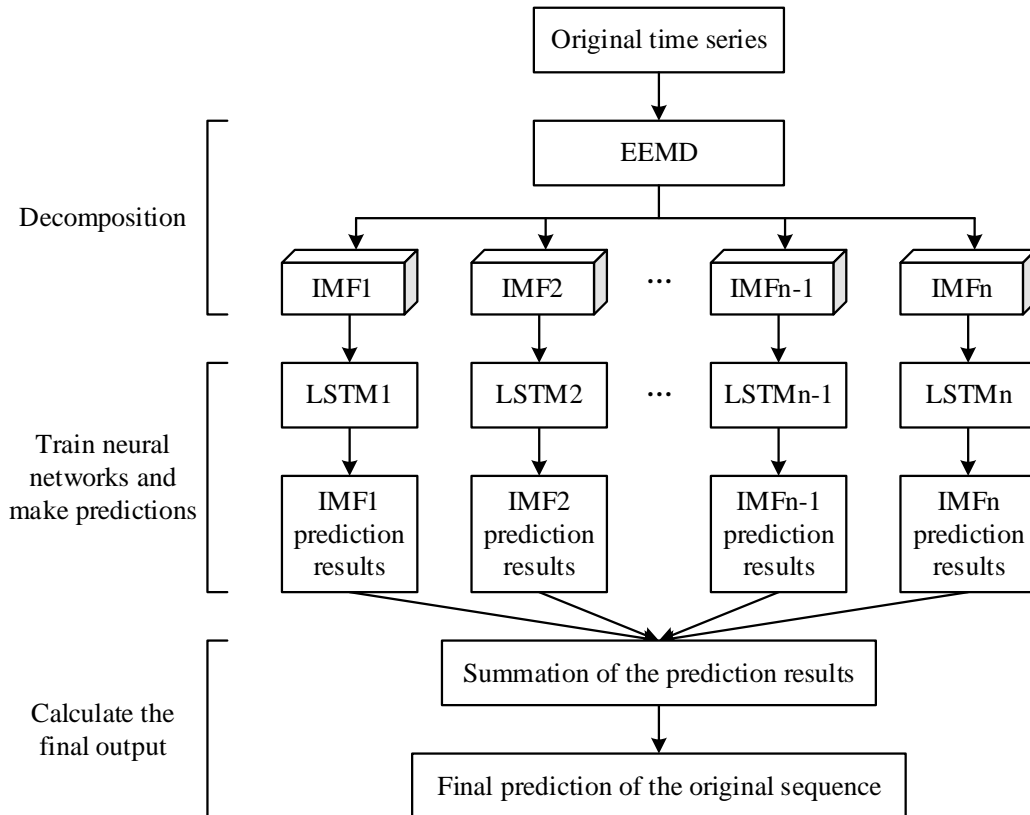 Original time series
EEMD
Decomposition
IMF1
IMF2
...
IMFn-1
IMFn
LSTM1
LSTM2
...
LSTMn-1
LSTMn
Train neural
networks and
make predictions
IMF1
prediction
results
IMF2
prediction
results
IMFn-1
prediction
results
IMFn
prediction
results
Summation of the prediction results
Calculate the
final output
Final prediction of the original sequence